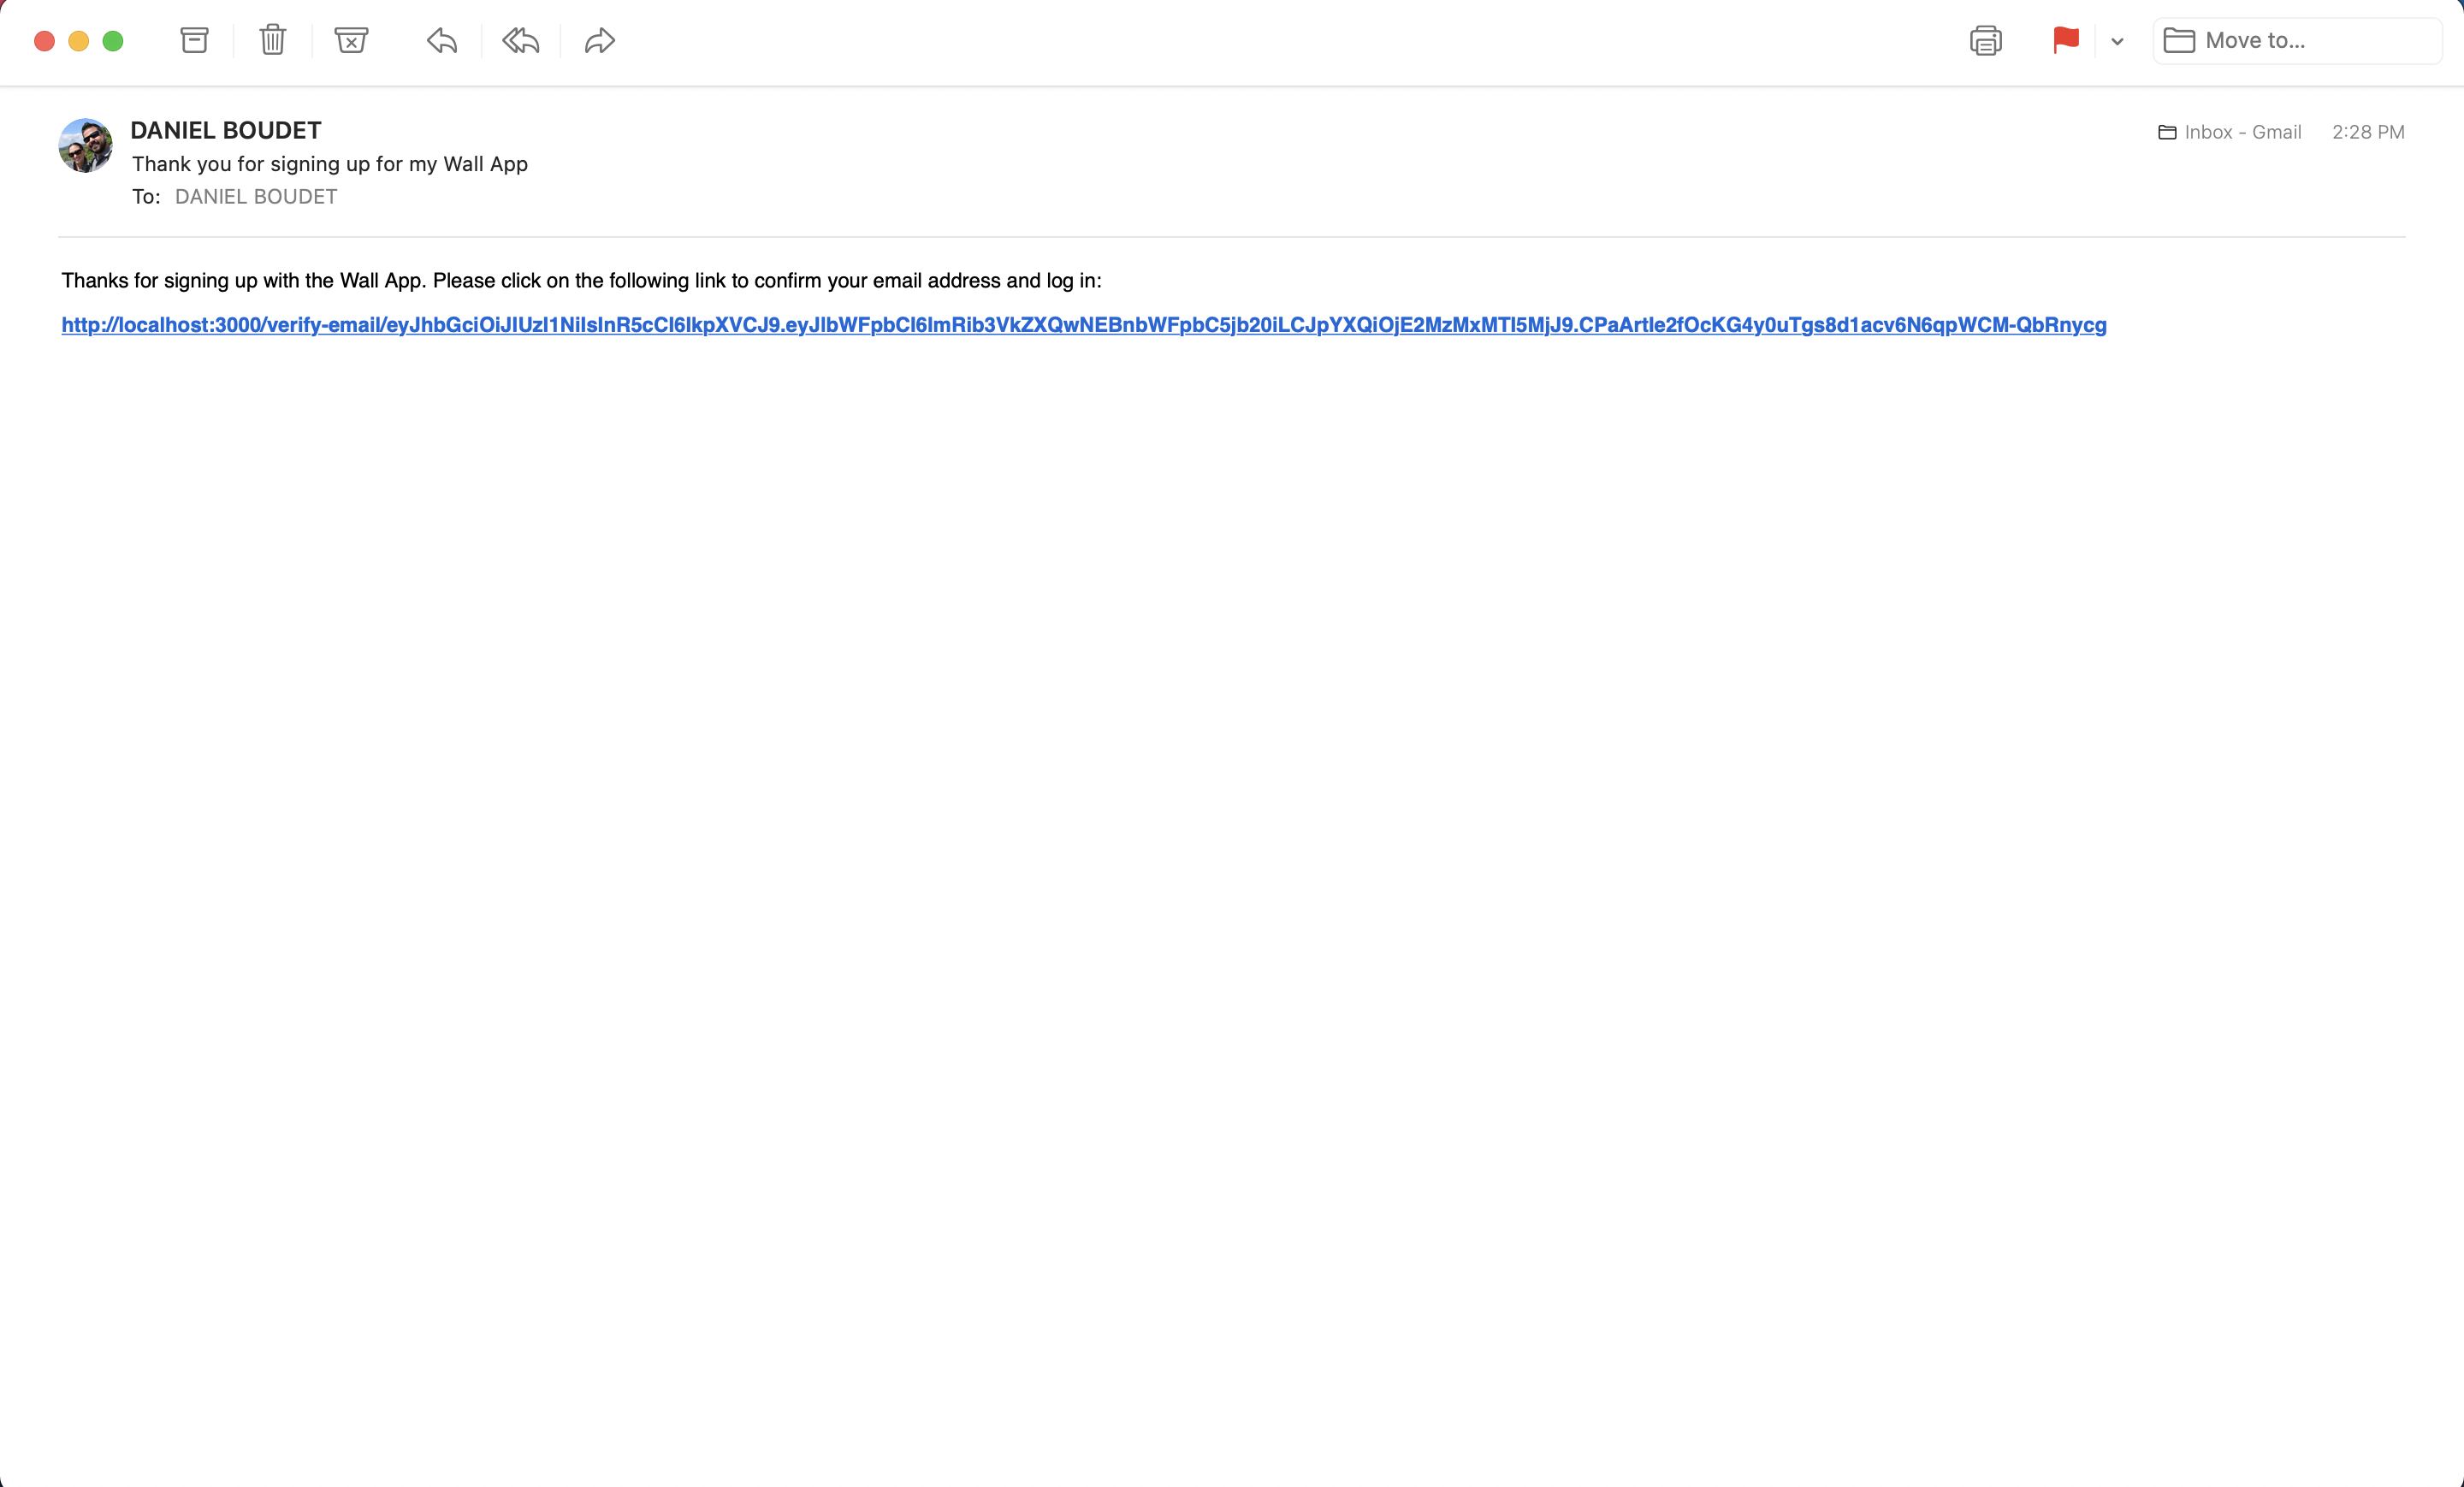 Move to...
DANIEL BOUDET
Inbox - Gmail 2:28 PM
Thank you for signing up for my Wall App
To: DANIEL BOUDET
Thanks for signing up with the Wall App. Please click on the following link to confirm your email address and log in:
http://localhost:3000/verify-email/eyJhbGciOiJIUzI1NiIsInR5cCI6IkpXVCJ9.eyJlbWFpbCI6ImRib3VkZXQwNEBnbWFpbC5jb20iLCJpYXQiOjE2MzMxMTI5MjJ9.CPaArtIe2fOcKG4y0uTgs8d1acv6N6qpWCM-QbRnycg